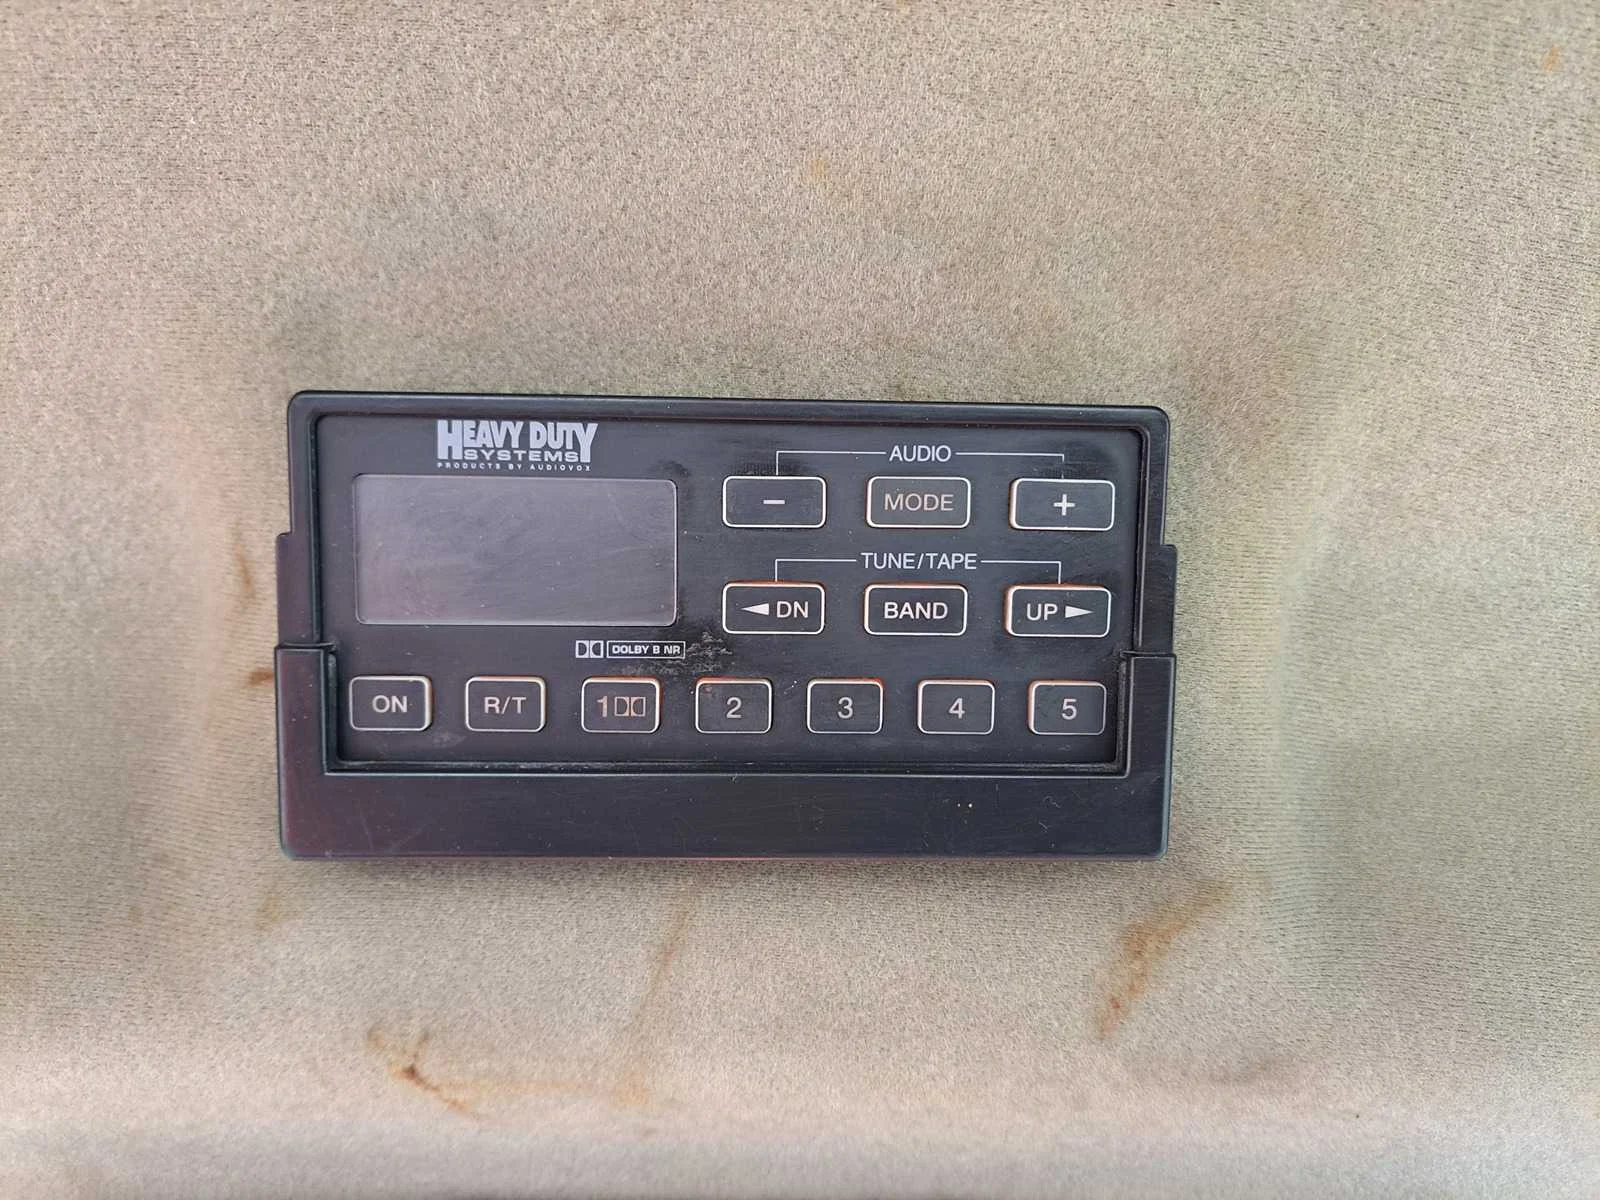 HEAVY DUTY
SYSTEMS
PRODUCTS BY AUDIOVOX
AUDIO
− MODE +
TUNE/TAPE
◄ DN BAND UP ►
DOLBY B NR
ON R/T 1 2 3 4 5